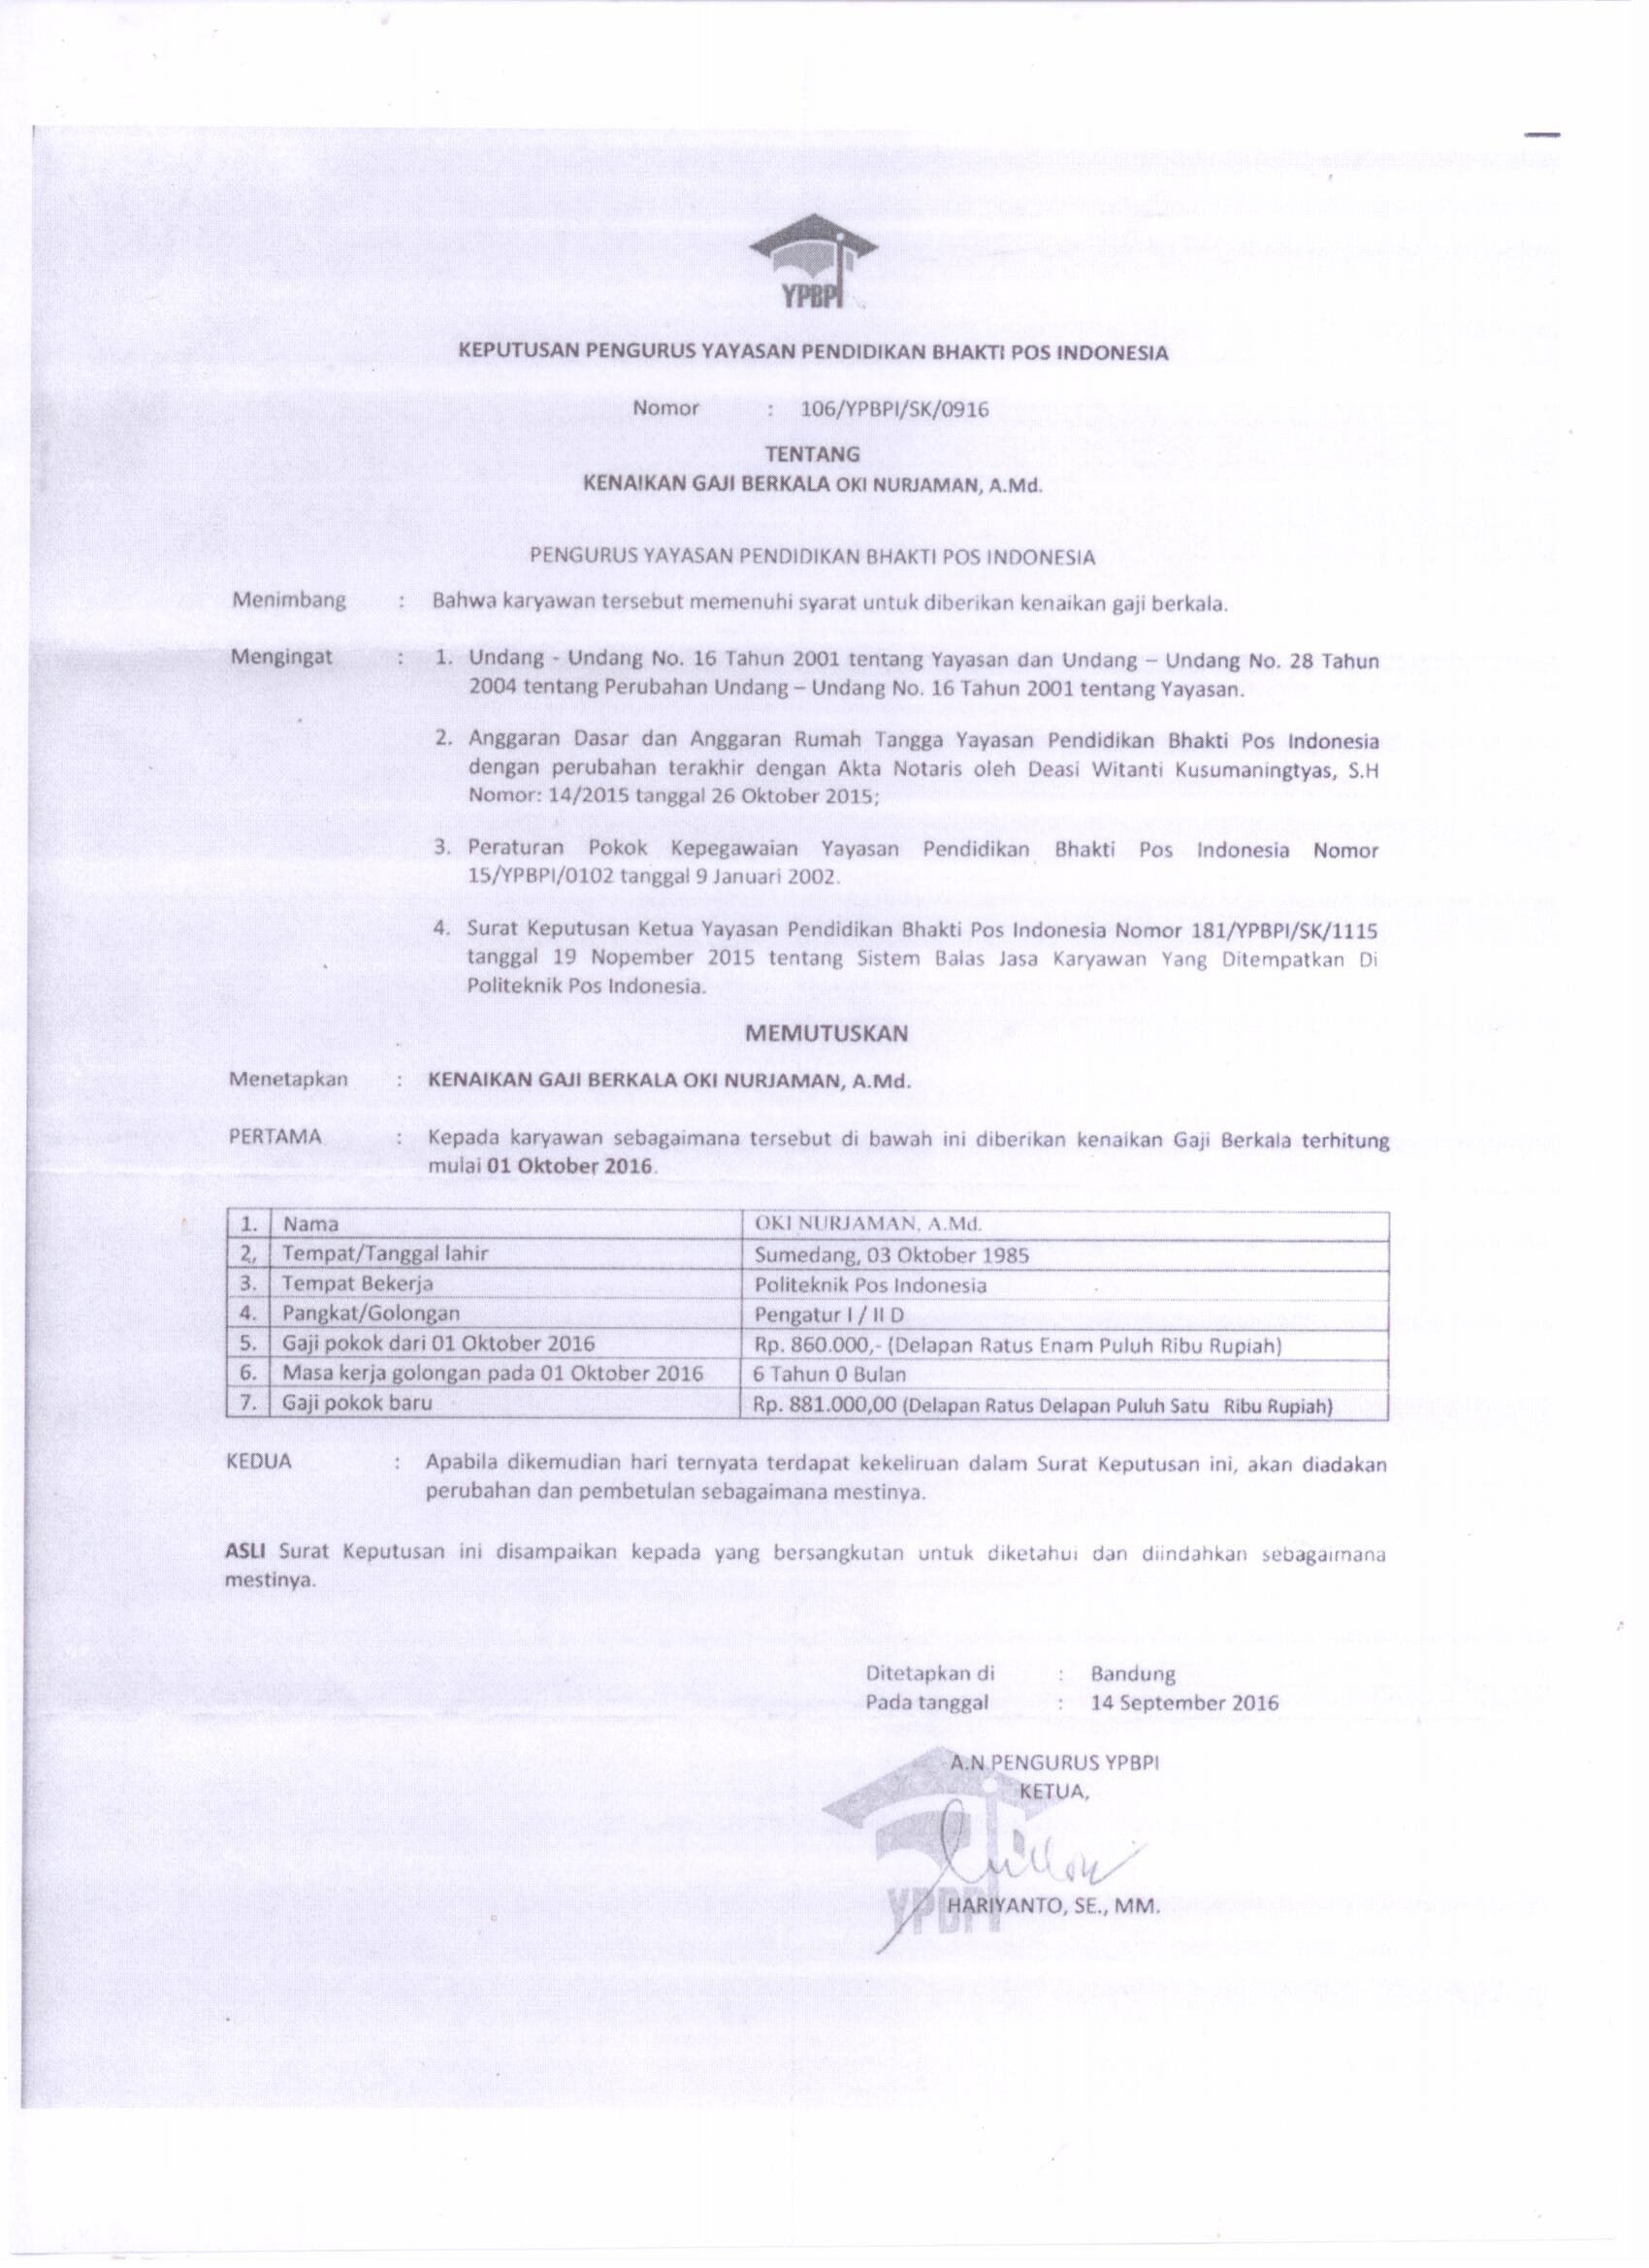 YPBPI
KEPUTUSAN PENGURUS YAYASAN PENDIDIKAN BHAKTI POS INDONESIA
Nomor : 106/YPBPI/SK/0916
TENTANG
KENAIKAN GAJI BERKALA OKI NURJAMAN, A.Md.
PENGURUS YAYASAN PENDIDIKAN BHAKTI POS INDONESIA
Menimbang : Bahwa karyawan tersebut memenuhi syarat untuk diberikan kenaikan gaji berkala.
Mengingat : 1. Undang - Undang No. 16 Tahun 2001 tentang Yayasan dan Undang – Undang No. 28 Tahun
2004 tentang Perubahan Undang – Undang No. 16 Tahun 2001 tentang Yayasan.
2. Anggaran Dasar dan Anggaran Rumah Tangga Yayasan Pendidikan Bhakti Pos Indonesia
dengan perubahan terakhir dengan Akta Notaris oleh Deasi Witanti Kusumaningtyas, S.H
Nomor: 14/2015 tanggal 26 Oktober 2015;
3. Peraturan Pokok Kepegawaian Yayasan Pendidikan Bhakti Pos Indonesia Nomor
15/YPBPI/0102 tanggal 9 Januari 2002.
4. Surat Keputusan Ketua Yayasan Pendidikan Bhakti Pos Indonesia Nomor 181/YPBPI/SK/1115
tanggal 19 Nopember 2015 tentang Sistem Balas Jasa Karyawan Yang Ditempatkan Di
Politeknik Pos Indonesia.
MEMUTUSKAN
Menetapkan : KENAIKAN GAJI BERKALA OKI NURJAMAN, A.Md.
PERTAMA : Kepada karyawan sebagaimana tersebut di bawah ini diberikan kenaikan Gaji Berkala terhitung
mulai 01 Oktober 2016.
1. Nama OKI NURJAMAN, A.Md.
2, Tempat/Tanggal lahir Sumedang, 03 Oktober 1985
3. Tempat Bekerja Politeknik Pos Indonesia
4. Pangkat/Golongan Pengatur I / II D
5. Gaji pokok dari 01 Oktober 2016 Rp. 860.000,- (Delapan Ratus Enam Puluh Ribu Rupiah)
6. Masa kerja golongan pada 01 Oktober 2016 6 Tahun 0 Bulan
7. Gaji pokok baru Rp. 881.000,00 (Delapan Ratus Delapan Puluh Satu Ribu Rupiah)
KEDUA : Apabila dikemudian hari ternyata terdapat kekeliruan dalam Surat Keputusan ini, akan diadakan
perubahan dan pembetulan sebagaimana mestinya.
ASLI Surat Keputusan ini disampaikan kepada yang bersangkutan untuk diketahui dan diindahkan sebagaimana
mestinya.
Ditetapkan di : Bandung
Pada tanggal : 14 September 2016
A.N PENGURUS YPBPI
KETUA,
YPBPI
HARIYANTO, SE., MM.